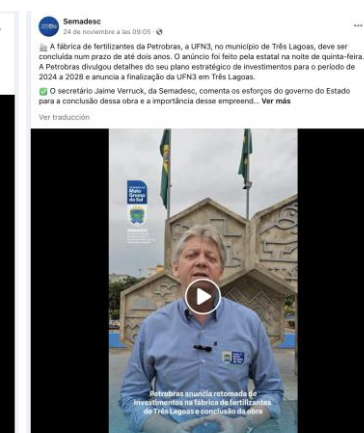 Semadesc
24 de noviembre a las 09:05 ·
🏭 A fábrica de fertilizantes da Petrobras, a UFN3, no município de Três Lagoas, deve ser
concluída num prazo de até dois anos. O anúncio foi feito pela estatal na noite de quinta-feira.
A Petrobras divulgou detalhes do seu plano estratégico de investimentos para o período de
2024 a 2028 e anuncia a finalização da UFN3 em Três Lagoas.
✅ O secretário Jaime Verruck, da Semadesc, comenta os esforços do governo do Estado
para a conclusão dessa obra e a importância desse empreend... Ver más
Ver traducción
Mato
Grosso
do Sul
Petrobras anuncia retomada de
investimentos na fábrica de fertilizantes
de Três Lagoas e conclusão da obra